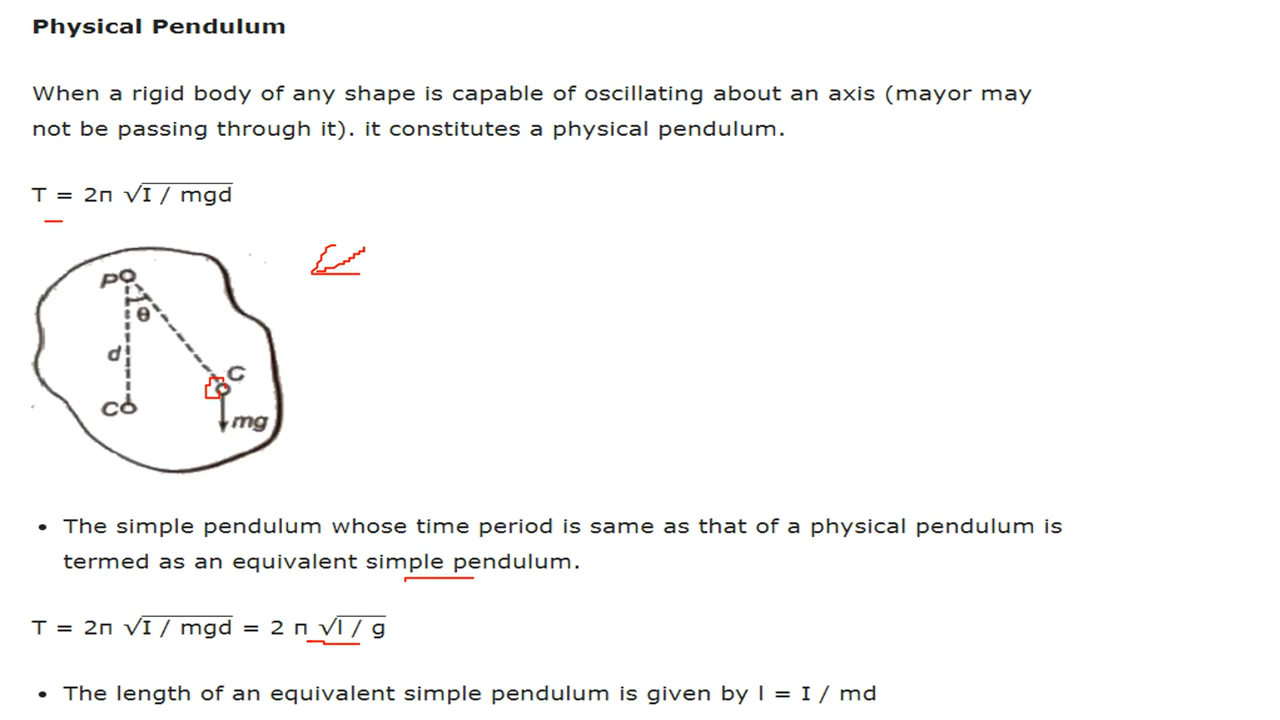 Physical Pendulum
When a rigid body of any shape is capable of oscillating about an axis (mayor may
not be passing through it). it constitutes a physical pendulum.
T = 2п √I / mgd
P
θ
d
C
C
mg
• The simple pendulum whose time period is same as that of a physical pendulum is
termed as an equivalent simple pendulum.
T = 2п √I / mgd = 2 п √l / g
• The length of an equivalent simple pendulum is given by l = I / md